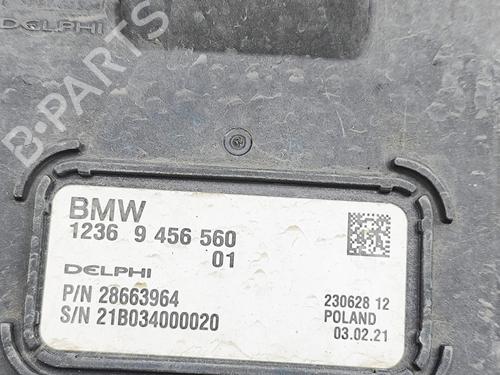 DELPHI
B-PARTS
BMW
1236 9 456 560
01
DELPHI
P/N 28663964
S/N 21B034000020
230628 12
POLAND
03.02.21